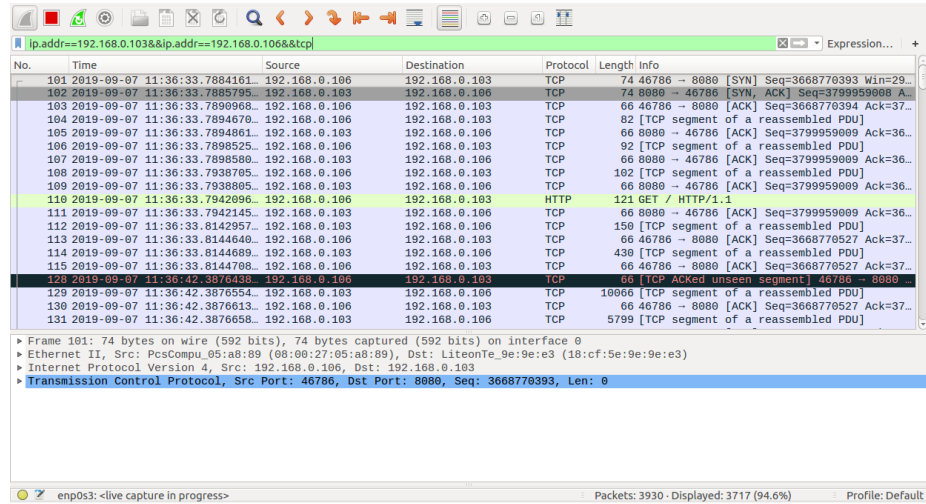 ip.addr==192.168.0.103&&ip.addr==192.168.0.106&&tcp Expression… +
No. Time Source Destination Protocol Length Info
101 2019-09-07 11:36:33.7884161… 192.168.0.106 192.168.0.103 TCP 74 46786 → 8080 [SYN] Seq=3668770393 Win=29…
102 2019-09-07 11:36:33.7885795… 192.168.0.103 192.168.0.106 TCP 74 8080 → 46786 [SYN, ACK] Seq=3799959008 A…
103 2019-09-07 11:36:33.7890968… 192.168.0.106 192.168.0.103 TCP 66 46786 → 8080 [ACK] Seq=3668770394 Ack=37…
104 2019-09-07 11:36:33.7894670… 192.168.0.106 192.168.0.103 TCP 82 [TCP segment of a reassembled PDU]
105 2019-09-07 11:36:33.7894861… 192.168.0.103 192.168.0.106 TCP 66 8080 → 46786 [ACK] Seq=3799959009 Ack=36…
106 2019-09-07 11:36:33.7898525… 192.168.0.106 192.168.0.103 TCP 92 [TCP segment of a reassembled PDU]
107 2019-09-07 11:36:33.7898580… 192.168.0.103 192.168.0.106 TCP 66 8080 → 46786 [ACK] Seq=3799959009 Ack=36…
108 2019-09-07 11:36:33.7938705… 192.168.0.106 192.168.0.103 TCP 102 [TCP segment of a reassembled PDU]
109 2019-09-07 11:36:33.7938805… 192.168.0.103 192.168.0.106 TCP 66 8080 → 46786 [ACK] Seq=3799959009 Ack=36…
110 2019-09-07 11:36:33.7942096… 192.168.0.106 192.168.0.103 HTTP 121 GET / HTTP/1.1
111 2019-09-07 11:36:33.7942145… 192.168.0.103 192.168.0.106 TCP 66 8080 → 46786 [ACK] Seq=3799959009 Ack=36…
112 2019-09-07 11:36:33.8142957… 192.168.0.103 192.168.0.106 TCP 150 [TCP segment of a reassembled PDU]
113 2019-09-07 11:36:33.8144640… 192.168.0.106 192.168.0.103 TCP 66 46786 → 8080 [ACK] Seq=3668770527 Ack=37…
114 2019-09-07 11:36:33.8144689… 192.168.0.103 192.168.0.106 TCP 430 [TCP segment of a reassembled PDU]
115 2019-09-07 11:36:33.8144708… 192.168.0.106 192.168.0.103 TCP 66 46786 → 8080 [ACK] Seq=3668770527 Ack=37…
128 2019-09-07 11:36:42.3876438… 192.168.0.106 192.168.0.103 TCP 66 [TCP ACKed unseen segment] 46786 → 8080 …
129 2019-09-07 11:36:42.3876554… 192.168.0.103 192.168.0.106 TCP 10066 [TCP segment of a reassembled PDU]
130 2019-09-07 11:36:42.3876613… 192.168.0.106 192.168.0.103 TCP 66 46786 → 8080 [ACK] Seq=3668770527 Ack=37…
131 2019-09-07 11:36:42.3876658… 192.168.0.103 192.168.0.106 TCP 5799 [TCP segment of a reassembled PDU]
Frame 101: 74 bytes on wire (592 bits), 74 bytes captured (592 bits) on interface 0
Ethernet II, Src: PcsCompu_05:a8:89 (08:00:27:05:a8:89), Dst: LiteonTe_9e:9e:e3 (18:cf:5e:9e:9e:e3)
Internet Protocol Version 4, Src: 192.168.0.106, Dst: 192.168.0.103
Transmission Control Protocol, Src Port: 46786, Dst Port: 8080, Seq: 3668770393, Len: 0
enp0s3: <live capture in progress> Packets: 3930 · Displayed: 3717 (94.6%) Profile: Default